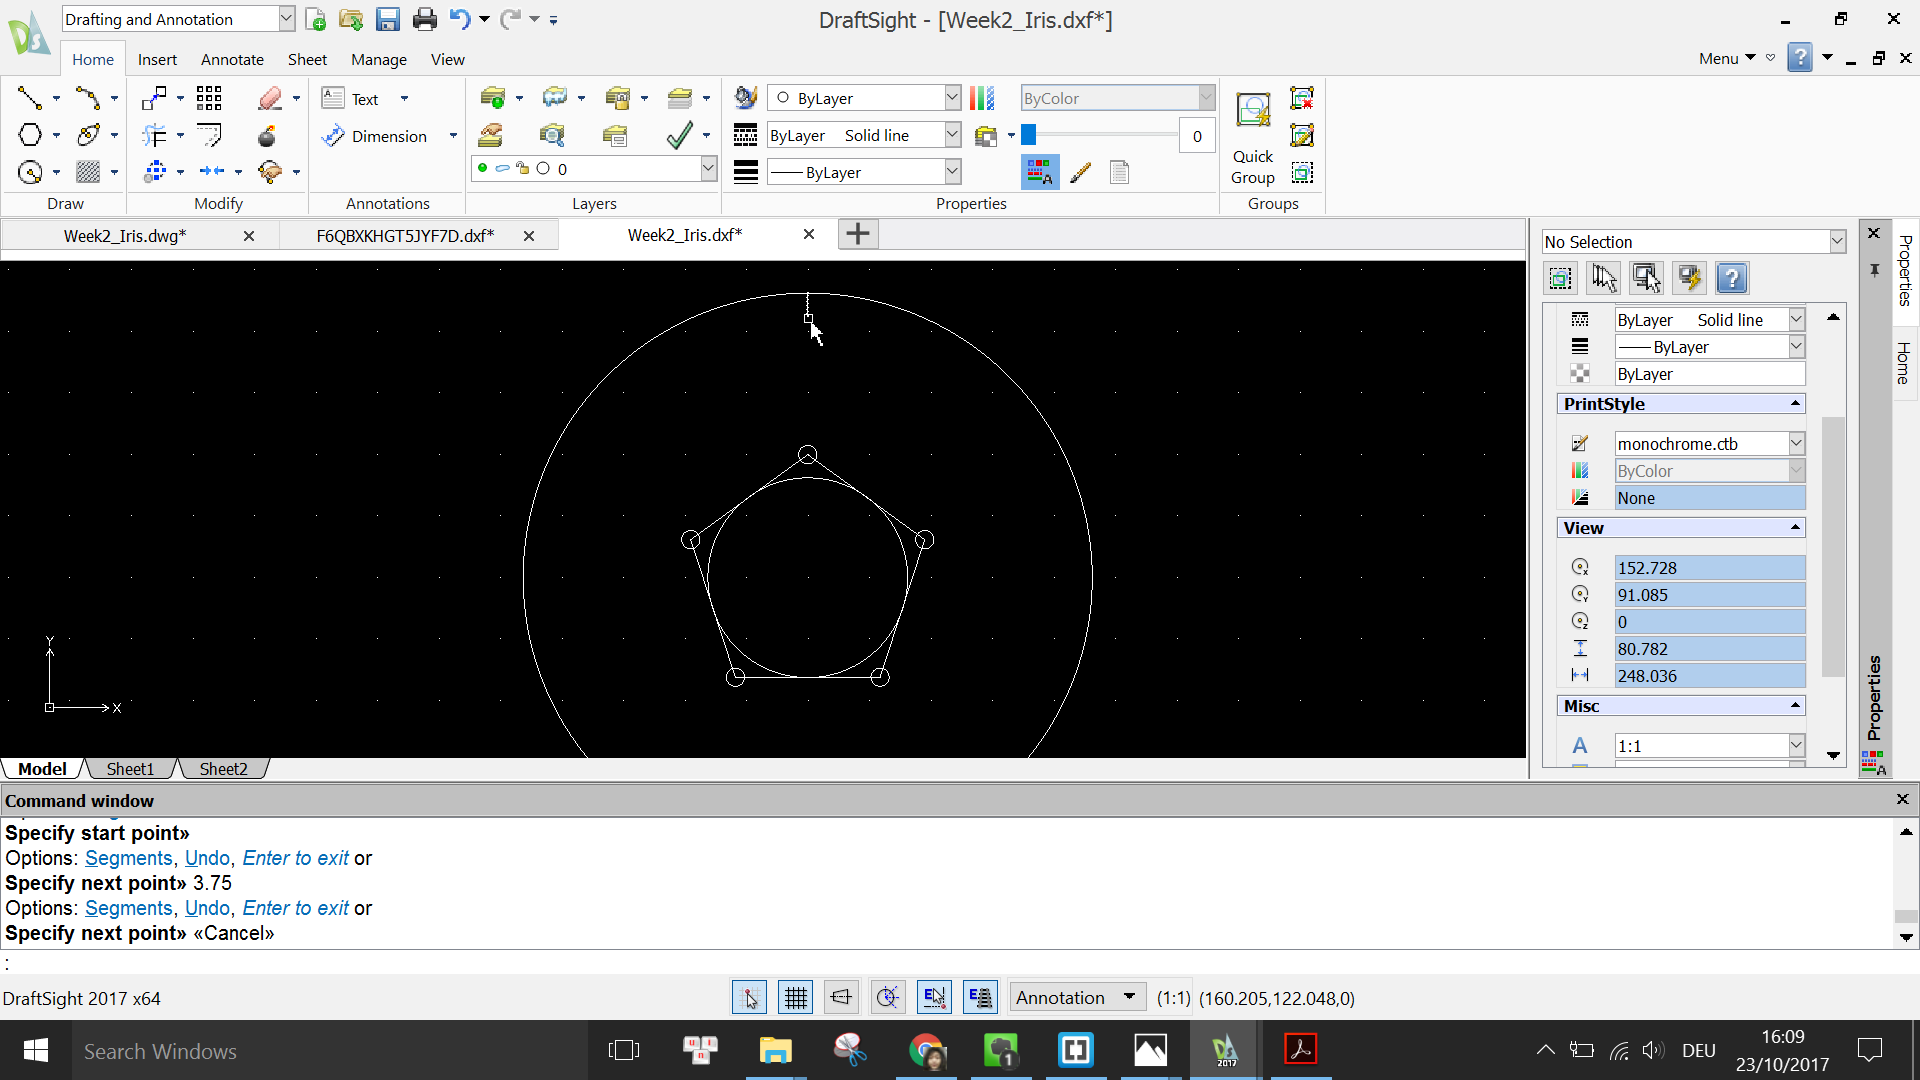 Drafting and Annotation
DraftSight - [Week2_Iris.dxf*]
Home Insert Annotate Sheet Manage View
Menu
Text
Dimension
ByLayer
ByLayer Solid line
ByLayer
ByColor
0
0
Quick
Group
Draw Modify Annotations Layers Properties Groups
Week2_Iris.dwg*
F6QBXKHGT5JYF7D.dxf*
Week2_Iris.dxf*
No Selection
ByLayer Solid line
ByLayer
ByLayer
PrintStyle
monochrome.ctb
ByColor
None
View
152.728
91.085
0
80.782
248.036
Misc
1:1
Properties
Home
Properties
Y
X
Model Sheet1 Sheet2
Command window
Specify start point»
Options: Segments, Undo, Enter to exit or
Specify next point» 3.75
Options: Segments, Undo, Enter to exit or
Specify next point» «Cancel»
:
DraftSight 2017 x64
Annotation (1:1) (160.205,122.048,0)
Search Windows
DEU
16:09
23/10/2017